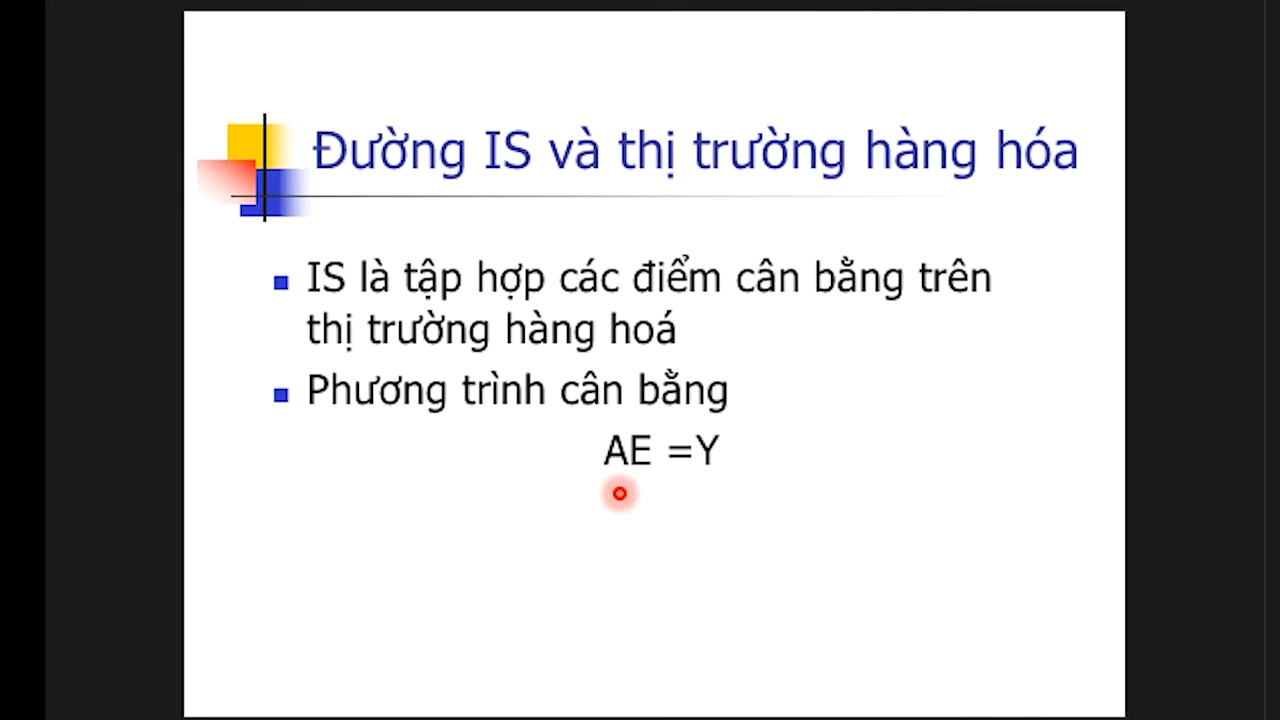 Đường IS và thị trường hàng hóa
IS là tập hợp các điểm cân bằng trên
thị trường hàng hoá
Phương trình cân bằng
AE =Y